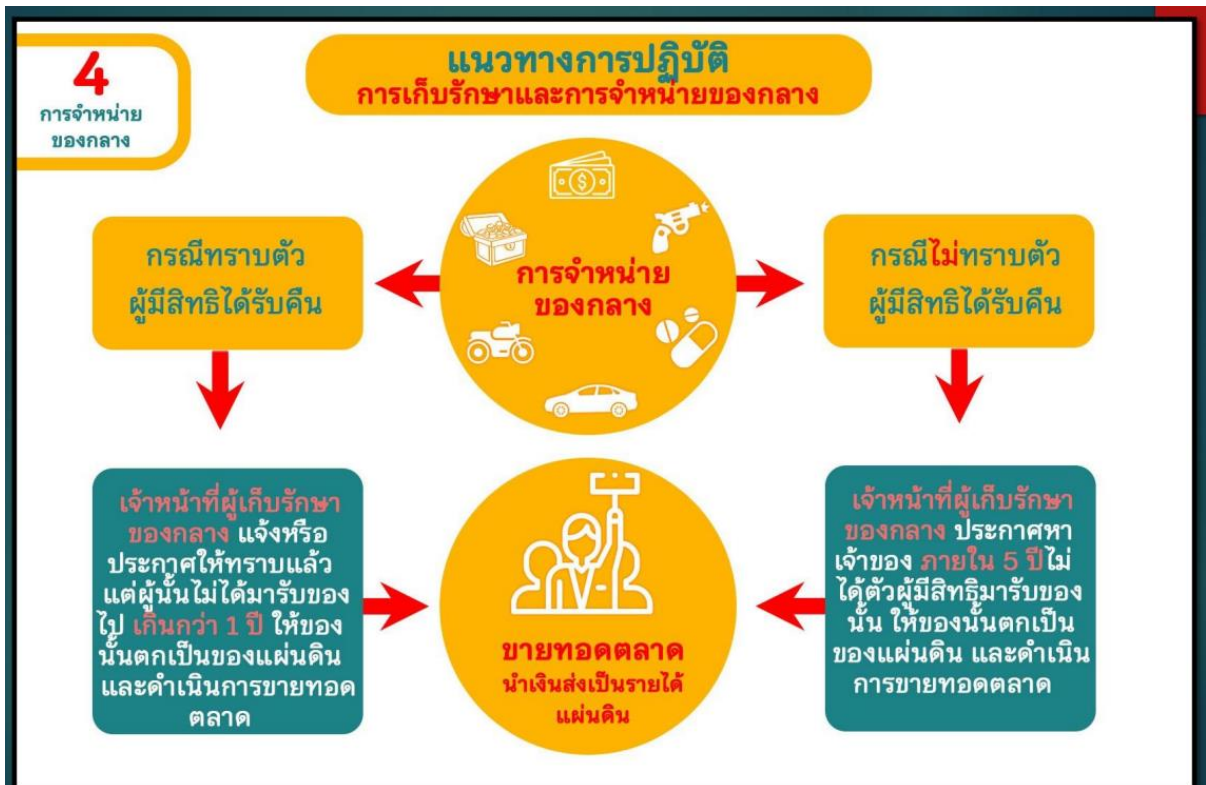 4
การจำหน่าย
ของกลาง
แนวทางการปฏิบัติ
การเก็บรักษาและการจำหน่ายของกลาง
กรณีทราบตัว
ผู้มีสิทธิได้รับคืน
การจำหน่าย
ของกลาง
กรณีไม่ทราบตัว
ผู้มีสิทธิได้รับคืน
เจ้าหน้าที่ผู้เก็บรักษา
ของกลาง แจ้งหรือ
ประกาศให้ทราบแล้ว
แต่ผู้นั้นไม่ได้มารับของ
ไป เกินกว่า 1 ปี ให้ของ
นั้นตกเป็นของแผ่นดิน
และดำเนินการขายทอด
ตลาด
ขายทอดตลาด
นำเงินส่งเป็นรายได้
แผ่นดิน
เจ้าหน้าที่ผู้เก็บรักษา
ของกลาง ประกาศหา
เจ้าของ ภายใน 5 ปีไม่
ได้ตัวผู้มีสิทธิมารับของ
นั้น ให้ของนั้นตกเป็น
ของแผ่นดิน และดำเนิน
การขายทอดตลาด